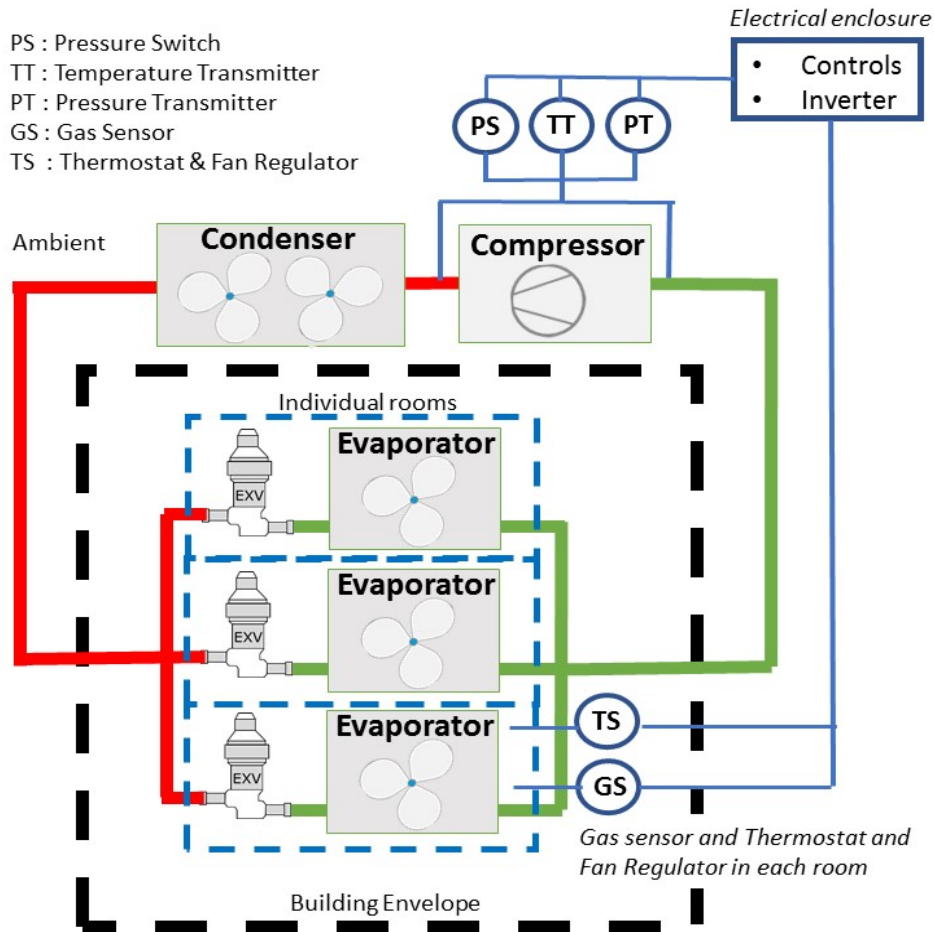 Electrical enclosure
PS : Pressure Switch
TT : Temperature Transmitter
PT : Pressure Transmitter
GS : Gas Sensor
TS : Thermostat & Fan Regulator
• Controls
• Inverter
PS
TT
PT
Ambient
Condenser
Compressor
Individual rooms
Evaporator
EXV
Evaporator
EXV
Evaporator
EXV
TS
GS
Gas sensor and Thermostat and
Fan Regulator in each room
Building Envelope